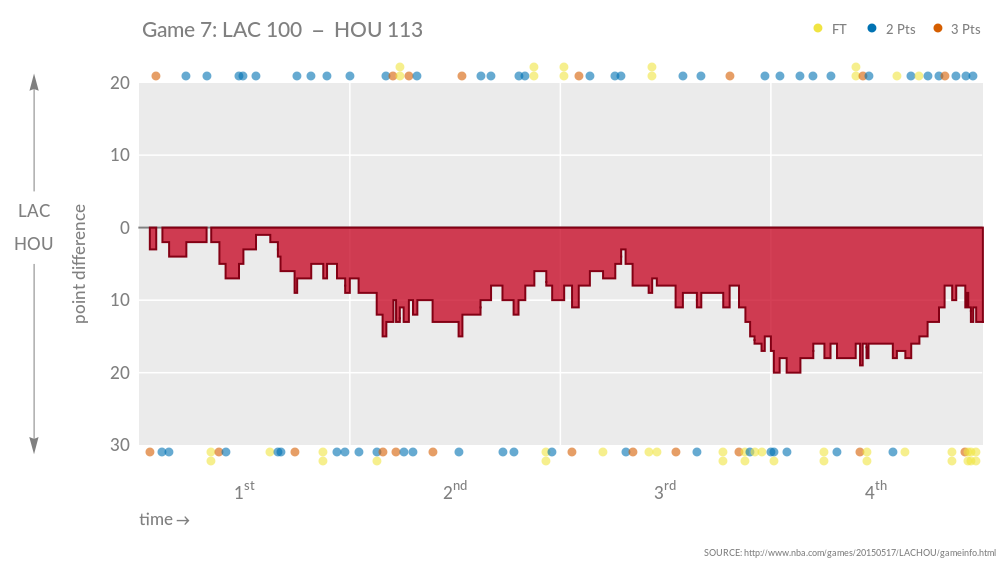 Game 7: LAC 100 – HOU 113
FT 2 Pts 3 Pts
20
10
0
10
20
30
LAC
HOU
point difference
1st 2nd 3rd 4th
time→
SOURCE: http://www.nba.com/games/20150517/LACHOU/gameinfo.html